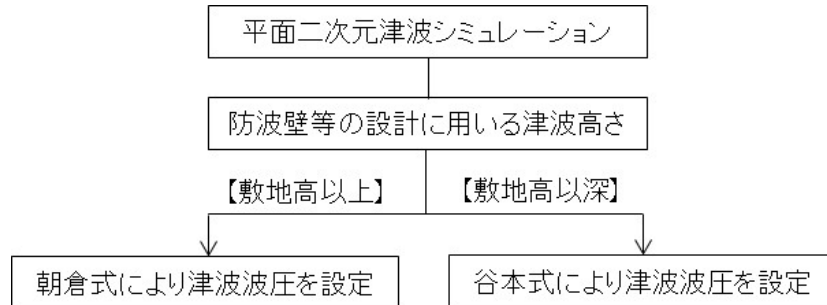 平面二次元津波シミュレーション
防波壁等の設計に用いる津波高さ
【敷地高以上】
【敷地高以深】
朝倉式により津波波圧を設定
谷本式により津波波圧を設定